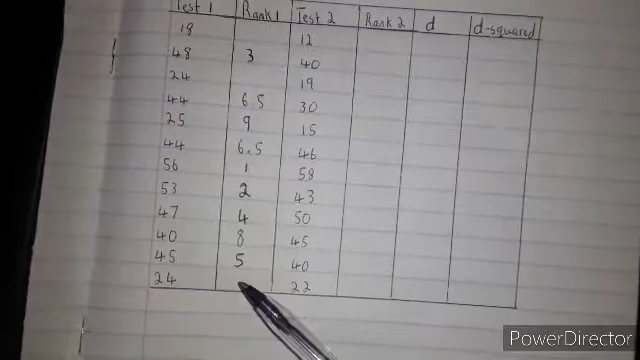 Test 1 Rank 1 Test 2 Rank 2 d d-squared
18 12
48 3 40
24 19
44 6.5 30
25 9 15
44 6.5 46
56 1 58
53 2 43
47 4 50
40 8 45
45 5 40
24 22
PowerDirector